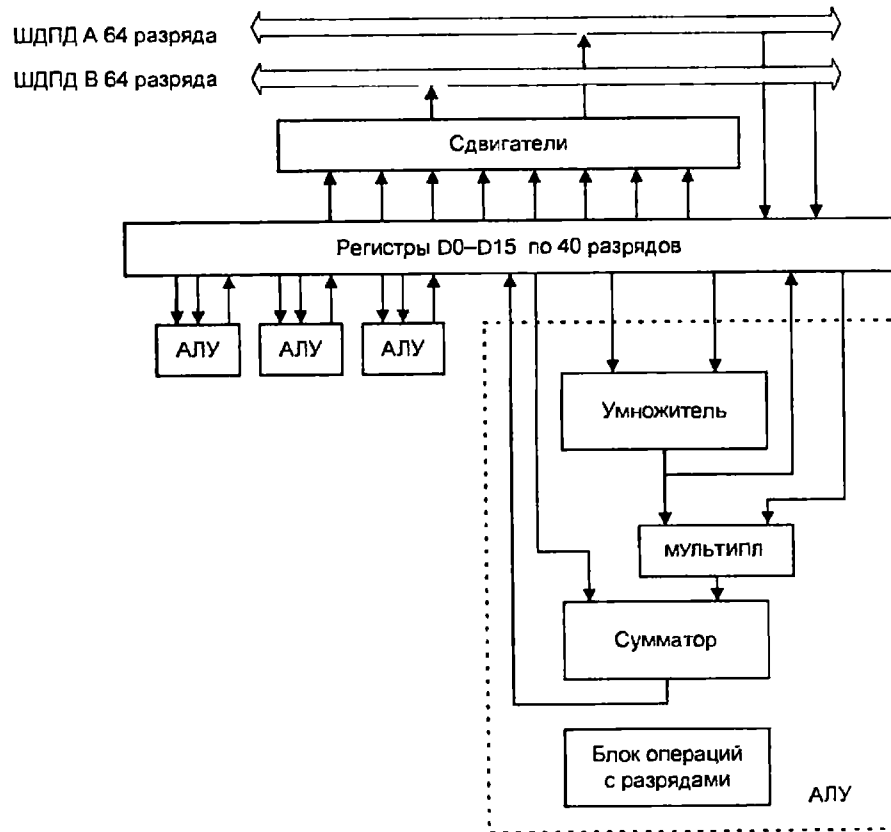 ШДПД А 64 разряда
ШДПД В 64 разряда
Сдвигатели
Регистры D0–D15 по 40 разрядов
АЛУ
АЛУ
АЛУ
Умножитель
мультипл
Сумматор
Блок операций
с разрядами
АЛУ